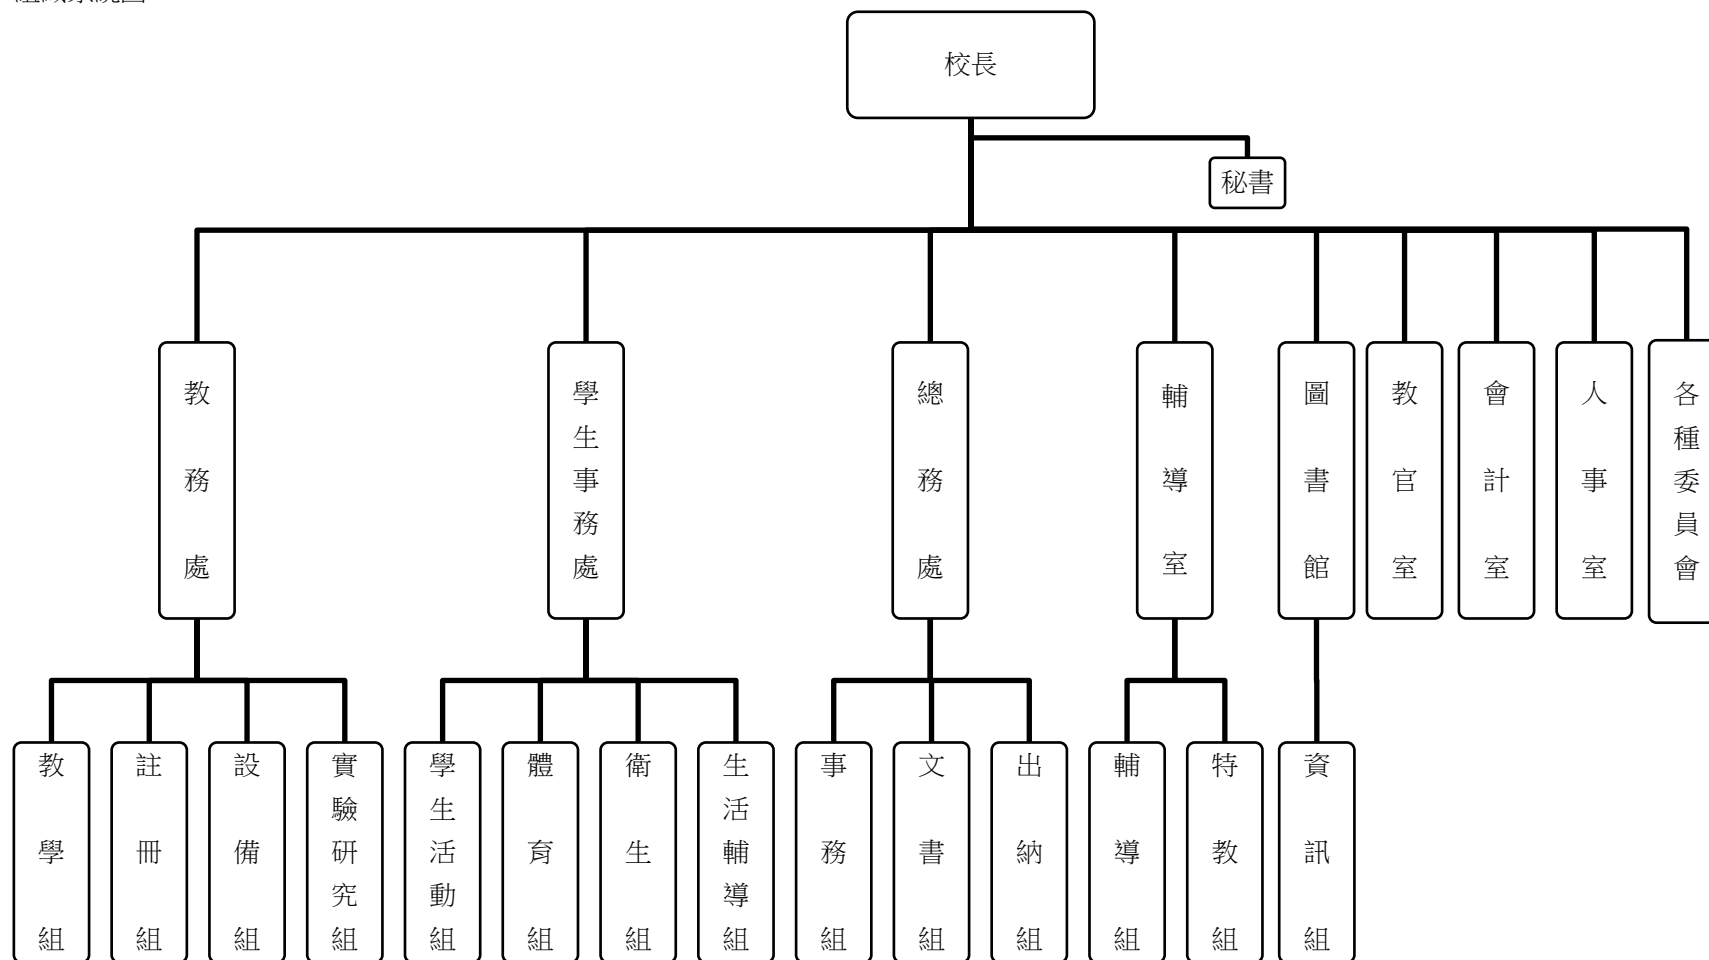 組織系統圖
校長
秘書
教務處
學生事務處
總務處
輔導室
圖書館
教官室
會計室
人事室
各種委員會
教學組
註冊組
設備組
實驗研究組
學生活動組
體育組
衛生組
生活輔導組
事務組
文書組
出納組
輔導組
特教組
資訊組